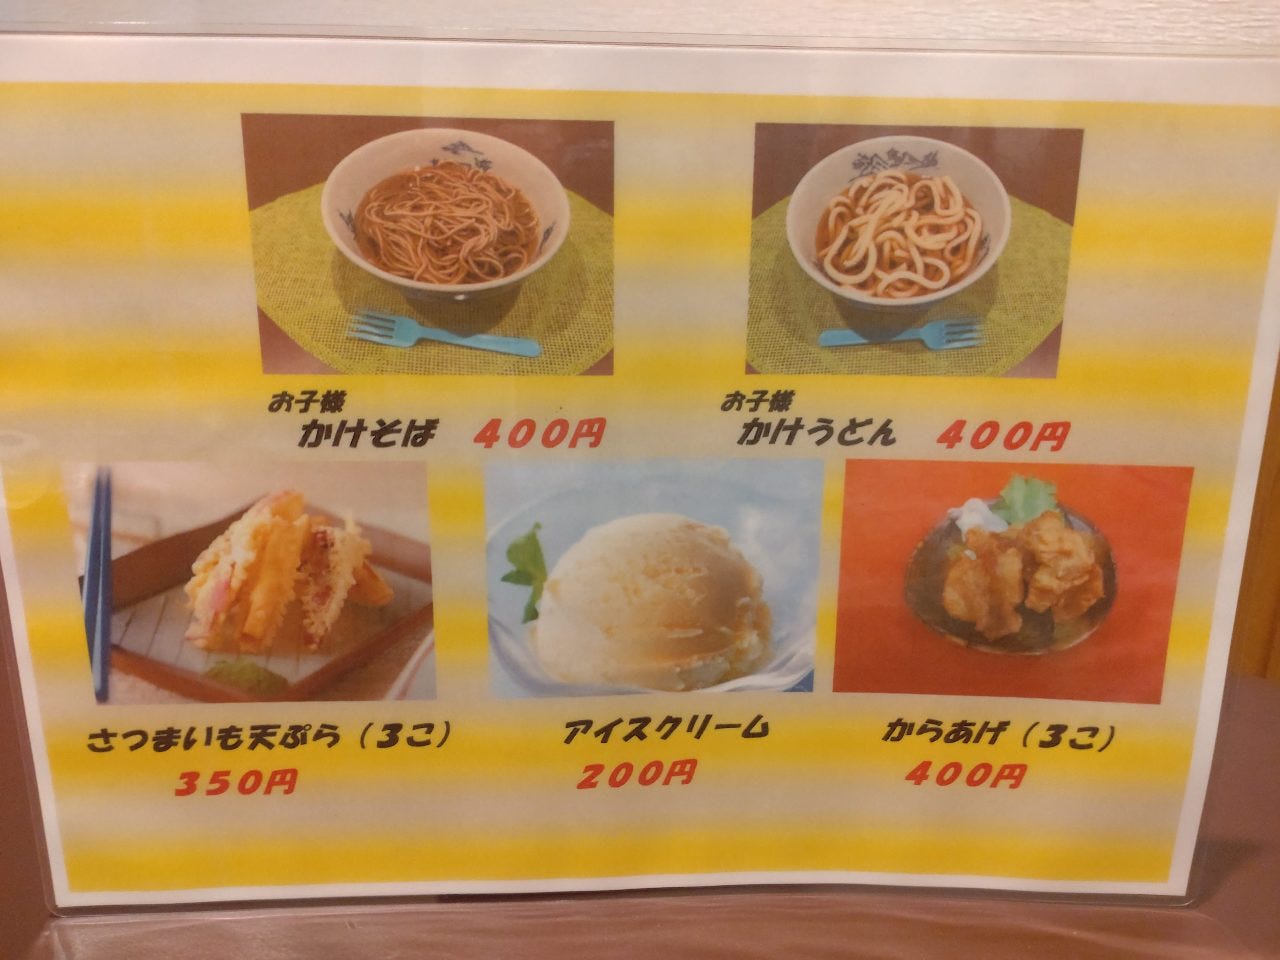 お子様
かけそば 400円
お子様
かけうどん 400円
さつまいも天ぷら(3こ)
350円
アイスクリーム
200円
からあげ(3こ)
400円